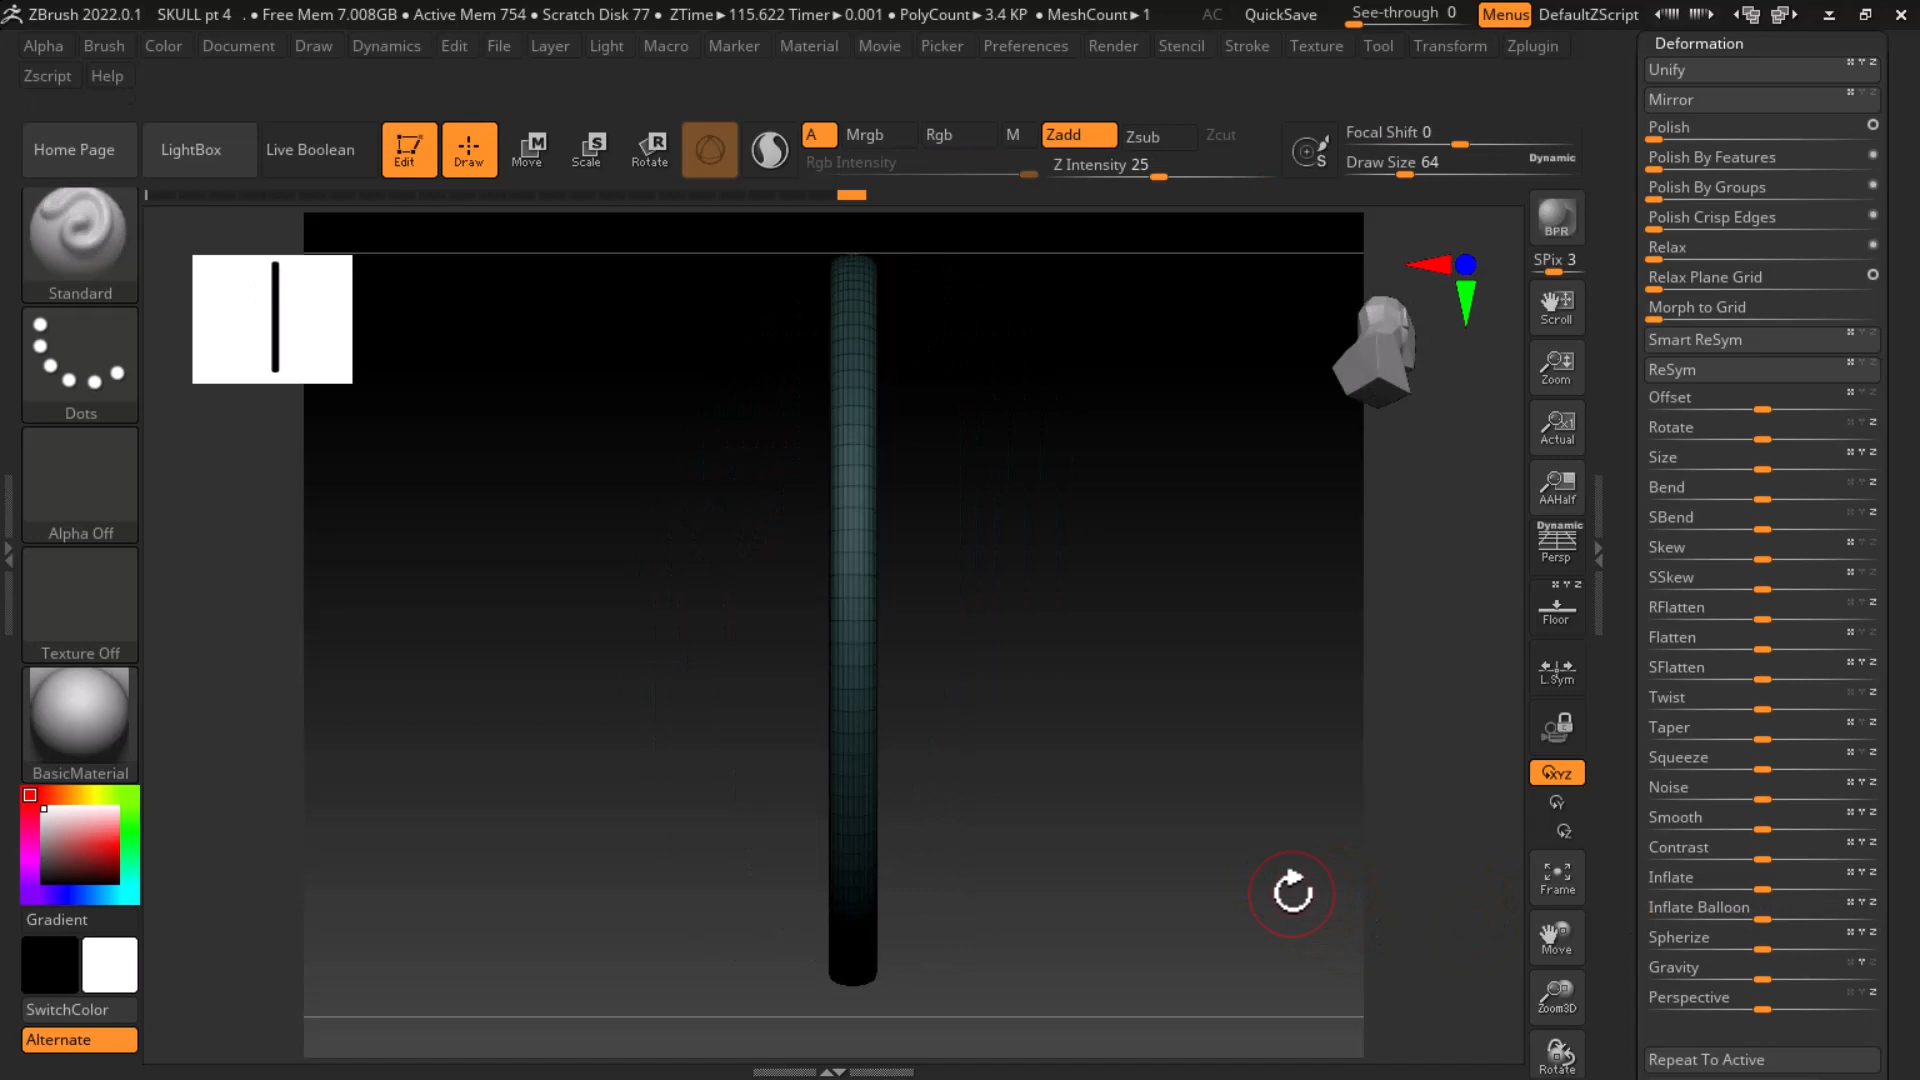 ZBrush 2022.0.1 SKULL pt 4 . ● Free Mem 7.008GB ● Active Mem 754 ● Scratch Disk 77 ● ZTime►115.622 Timer►0.001 ● PolyCount►3.4 KP ● MeshCount►1 AC QuickSave See-through 0 Menus DefaultZScript
Alpha Brush Color Document Draw Dynamics Edit File Layer Light Macro Marker Material Movie Picker Preferences Render Stencil Stroke Texture Tool Transform Zplugin
Zscript Help
Home Page LightBox Live Boolean Edit Draw Move Scale Rotate
A Mrgb Rgb M Zadd Zsub Zcut
Rgb Intensity Z Intensity 25
Focal Shift 0
Draw Size 64 Dynamic
Standard
Dots
Alpha Off
Texture Off
BasicMaterial
Gradient
SwitchColor
Alternate
BPR
SPix 3
Scroll
Zoom
Actual
AAHalf
Dynamic
Persp
X Y Z
Floor
L.Sym
XYZ
Y
Z
Frame
Move
Zoom3D
Rotate
Deformation
Unify X Y Z
Mirror X Y Z
Polish
Polish By Features
Polish By Groups
Polish Crisp Edges
Relax
Relax Plane Grid
Morph to Grid
Smart ReSym X Y Z
ReSym X Y Z
Offset X Y Z
Rotate X Y Z
Size X Y Z
Bend X Y Z
SBend X Y Z
Skew X Y Z
SSkew X Y Z
RFlatten X Y Z
Flatten X Y Z
SFlatten X Y Z
Twist X Y Z
Taper X Y Z
Squeeze X Y Z
Noise X Y Z
Smooth X Y Z
Contrast X Y Z
Inflate X Y Z
Inflate Balloon X Y Z
Spherize X Y Z
Gravity X Y Z
Perspective X Y Z
Repeat To Active